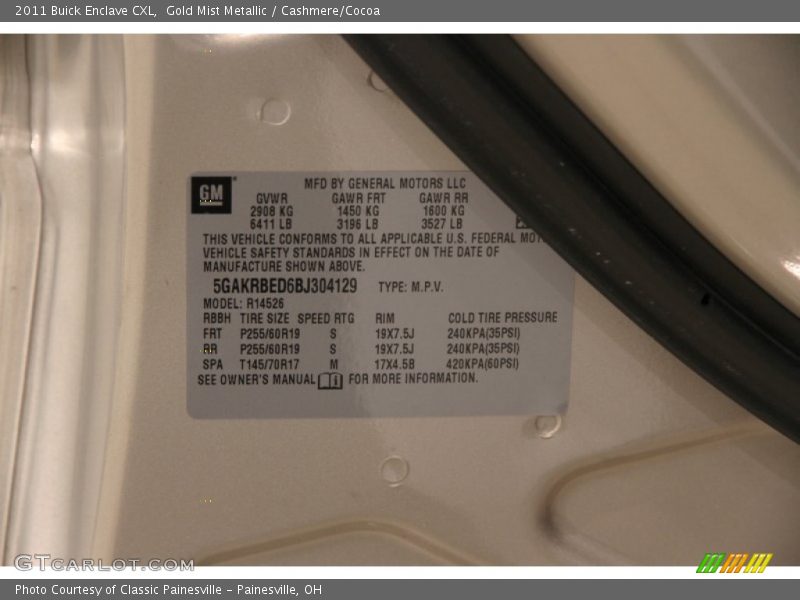 2011 Buick Enclave CXL,  Gold Mist Metallic / Cashmere/Cocoa
GM
MFD BY GENERAL MOTORS LLC
GVWR GAWR FRT GAWR RR
2908 KG 1450 KG 1600 KG
6411 LB 3196 LB 3527 LB
THIS VEHICLE CONFORMS TO ALL APPLICABLE U.S. FEDERAL
VEHICLE SAFETY STANDARDS IN EFFECT ON THE DATE OF
MANUFACTURE SHOWN ABOVE.
5GAKRBED6BJ304129 TYPE: M.P.V.
MODEL: R14526
RBBH TIRE SIZE SPEED RTG RIM COLD TIRE PRESSURE
FRT P255/60R19 S 19X7.5J 240KPA(35PSI)
RR P255/60R19 S 19X7.5J 240KPA(35PSI)
SPA T145/70R17 M 17X4.5B 420KPA(60PSI)
SEE OWNER'S MANUAL FOR MORE INFORMATION.
GTCARLOT.COM
Photo Courtesy of Classic Painesville - Painesville, OH